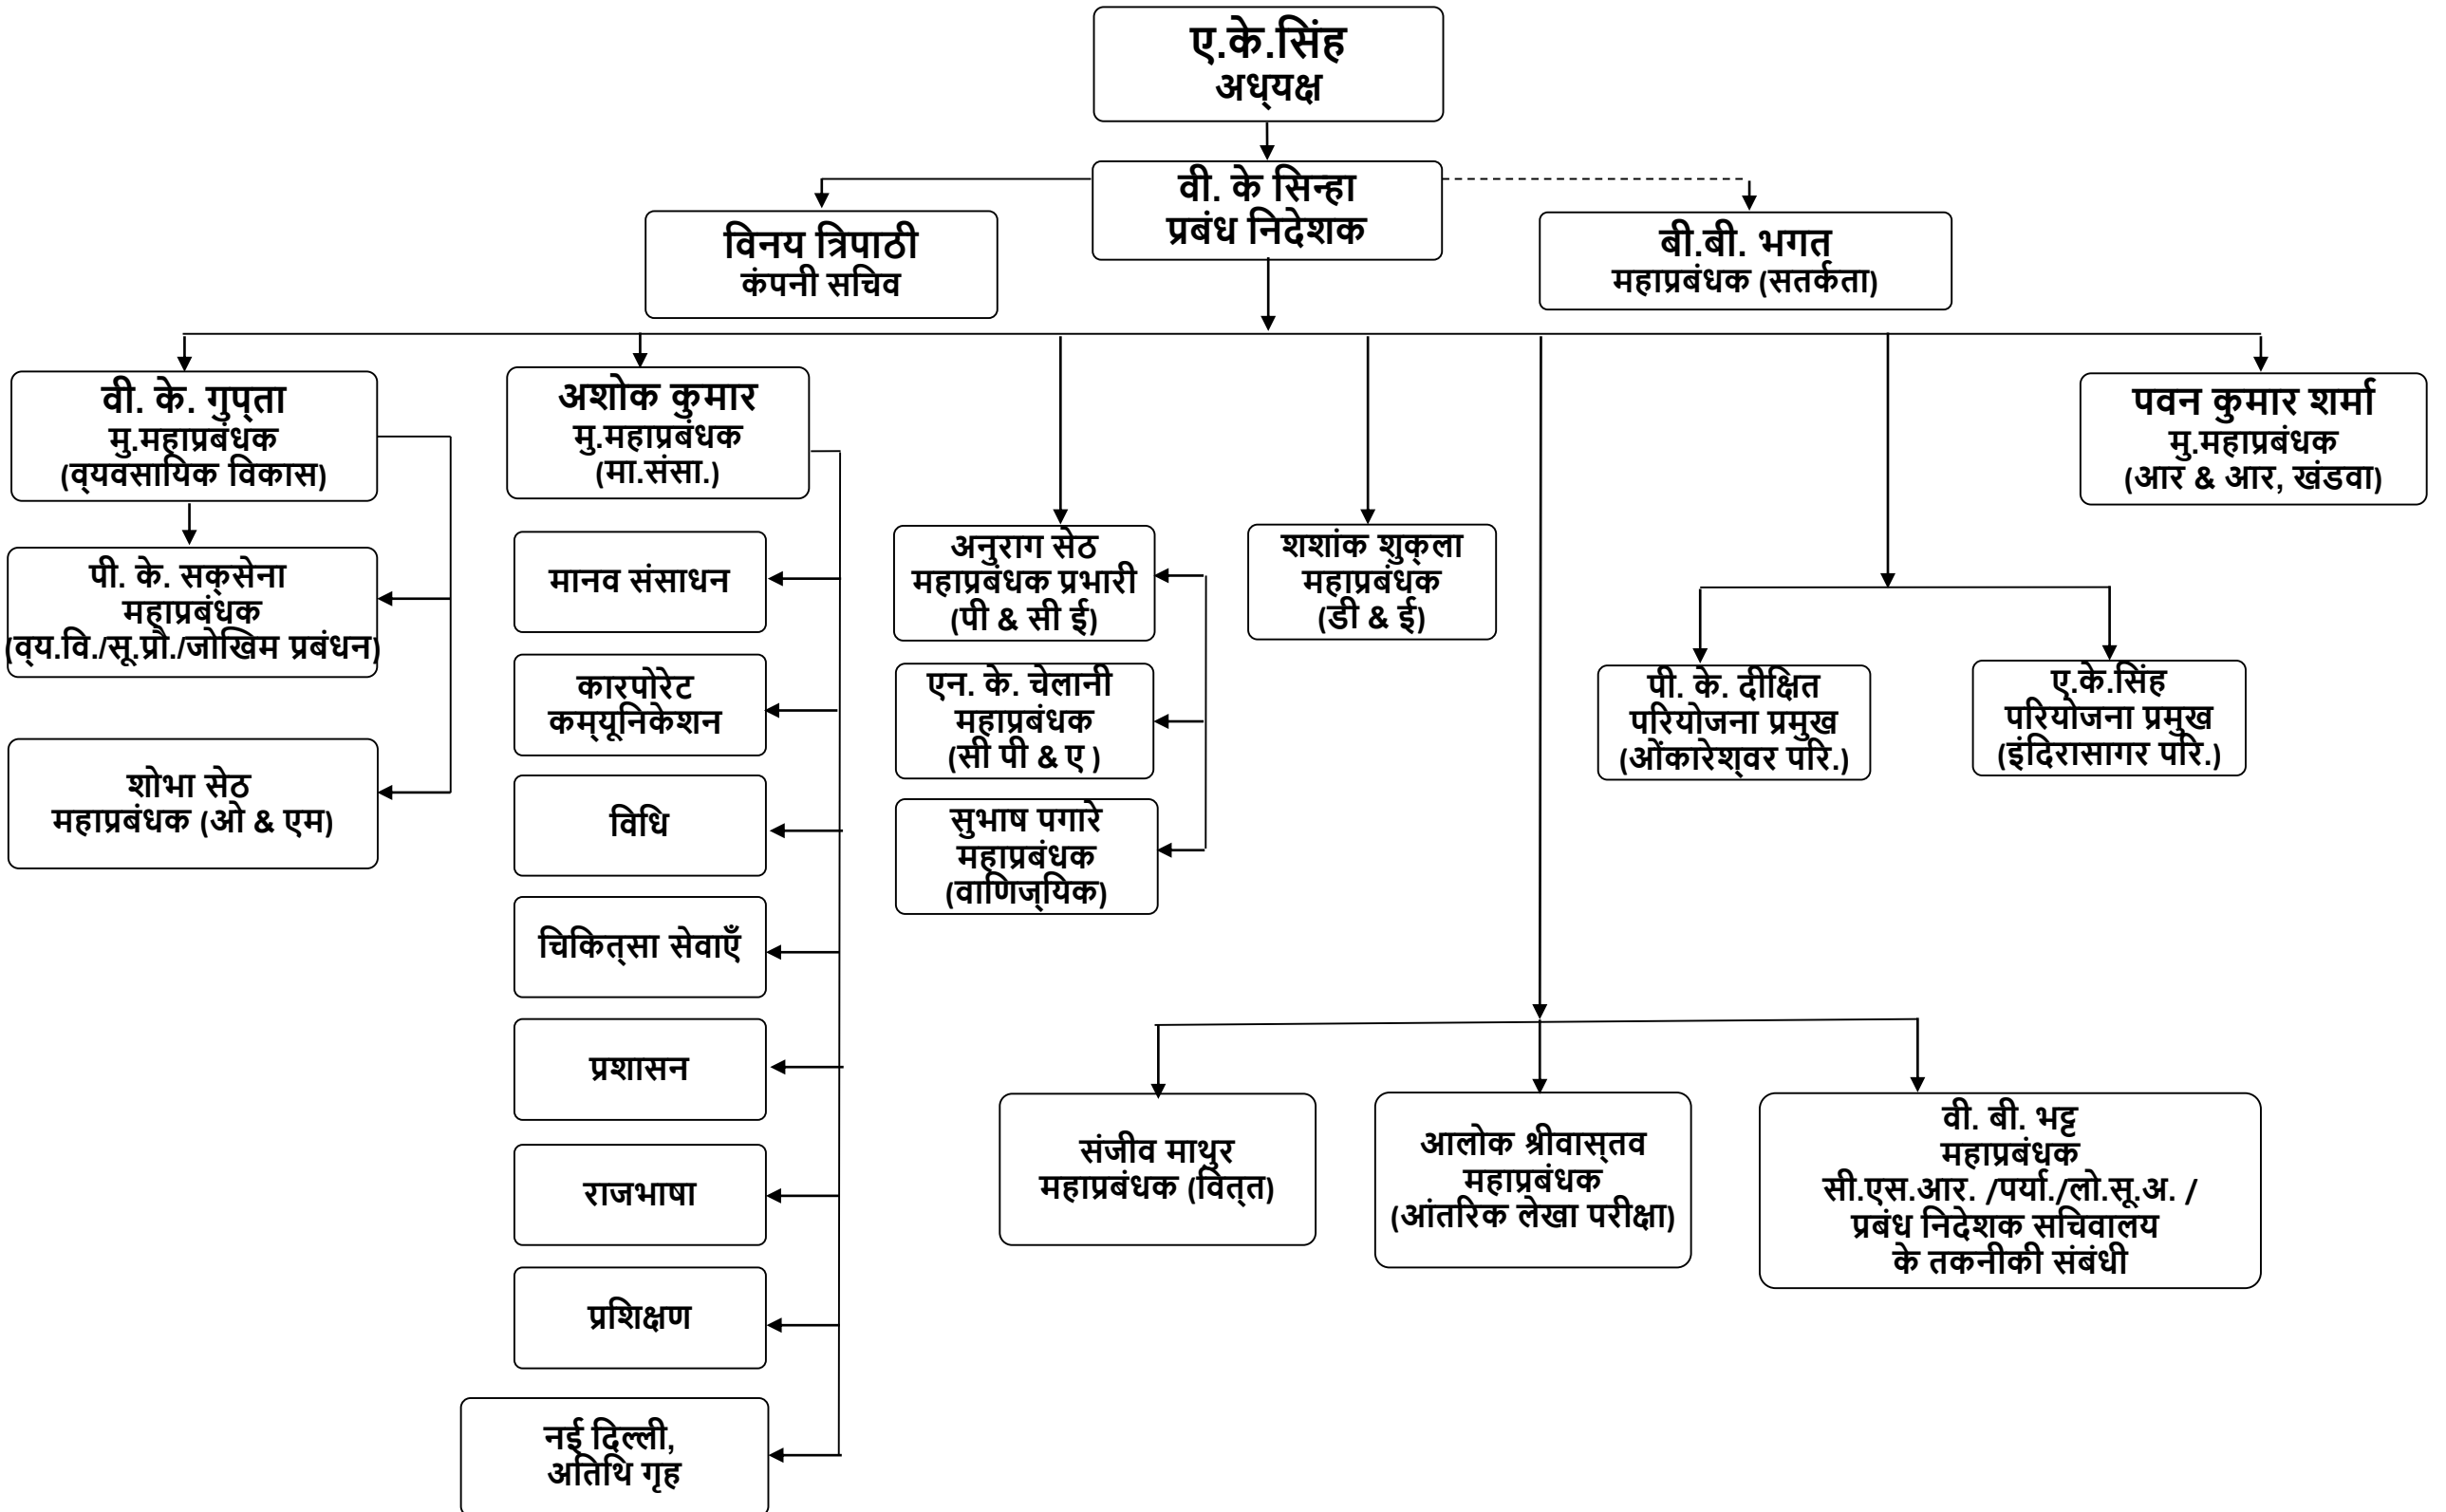 ए.के.सिंह
अध्‍यक्ष
वी. के सिन्‍हा
प्रबंध निदेशक
विनय त्रिपाठी
कंपनी सचिव
बी.बी. भगत
महाप्रबंधक (सतर्कता)
वी. के. गुप्‍ता
मु.महाप्रबंधक
(व्‍यवसायिक विकास)
अशोक कुमार
मु.महाप्रबंधक
(मा.संसा.)
पवन कुमार शर्मा
मु.महाप्रबंधक
(आर & आर, खंडवा)
पी. के. सक्‍सेना
महाप्रबंधक
(व्‍य.वि./सू.प्रौ./जोखिम प्रबंधन)
शोभा सेठ
महाप्रबंधक (ओ & एम)
मानव संसाधन
कारपोरेट
कम्‍यूनिकेशन
विधि
चिकित्‍सा सेवाएँ
प्रशासन
राजभाषा
प्रशिक्षण
नई दिल्ली,
अतिथि गृह
अनुराग सेठ
महाप्रबंधक प्रभारी
(पी & सी ई)
एन. के. चेलानी
महाप्रबंधक
(सी पी & ए )
सुभाष पगारे
महाप्रबंधक
(वाणिज्‍यिक)
शशांक शुक्‍ला
महाप्रबंधक
(डी & ई)
पी. के. दीक्षित
परियोजना प्रमुख
(ओंकारेश्‍वर परि.)
ए.के.सिंह
परियोजना प्रमुख
(इंदिरासागर परि.)
संजीव माथुर
महाप्रबंधक (वित्‍त)
आलोक श्रीवास्‍तव
महाप्रबंधक
(आंतरिक लेखा परीक्षा)
वी. बी. भट्ट
महाप्रबंधक
सी.एस.आर. /पर्या./लो.सू.अ. /
प्रबंध निदेशक सचिवालय
के तकनीकी संबंधी